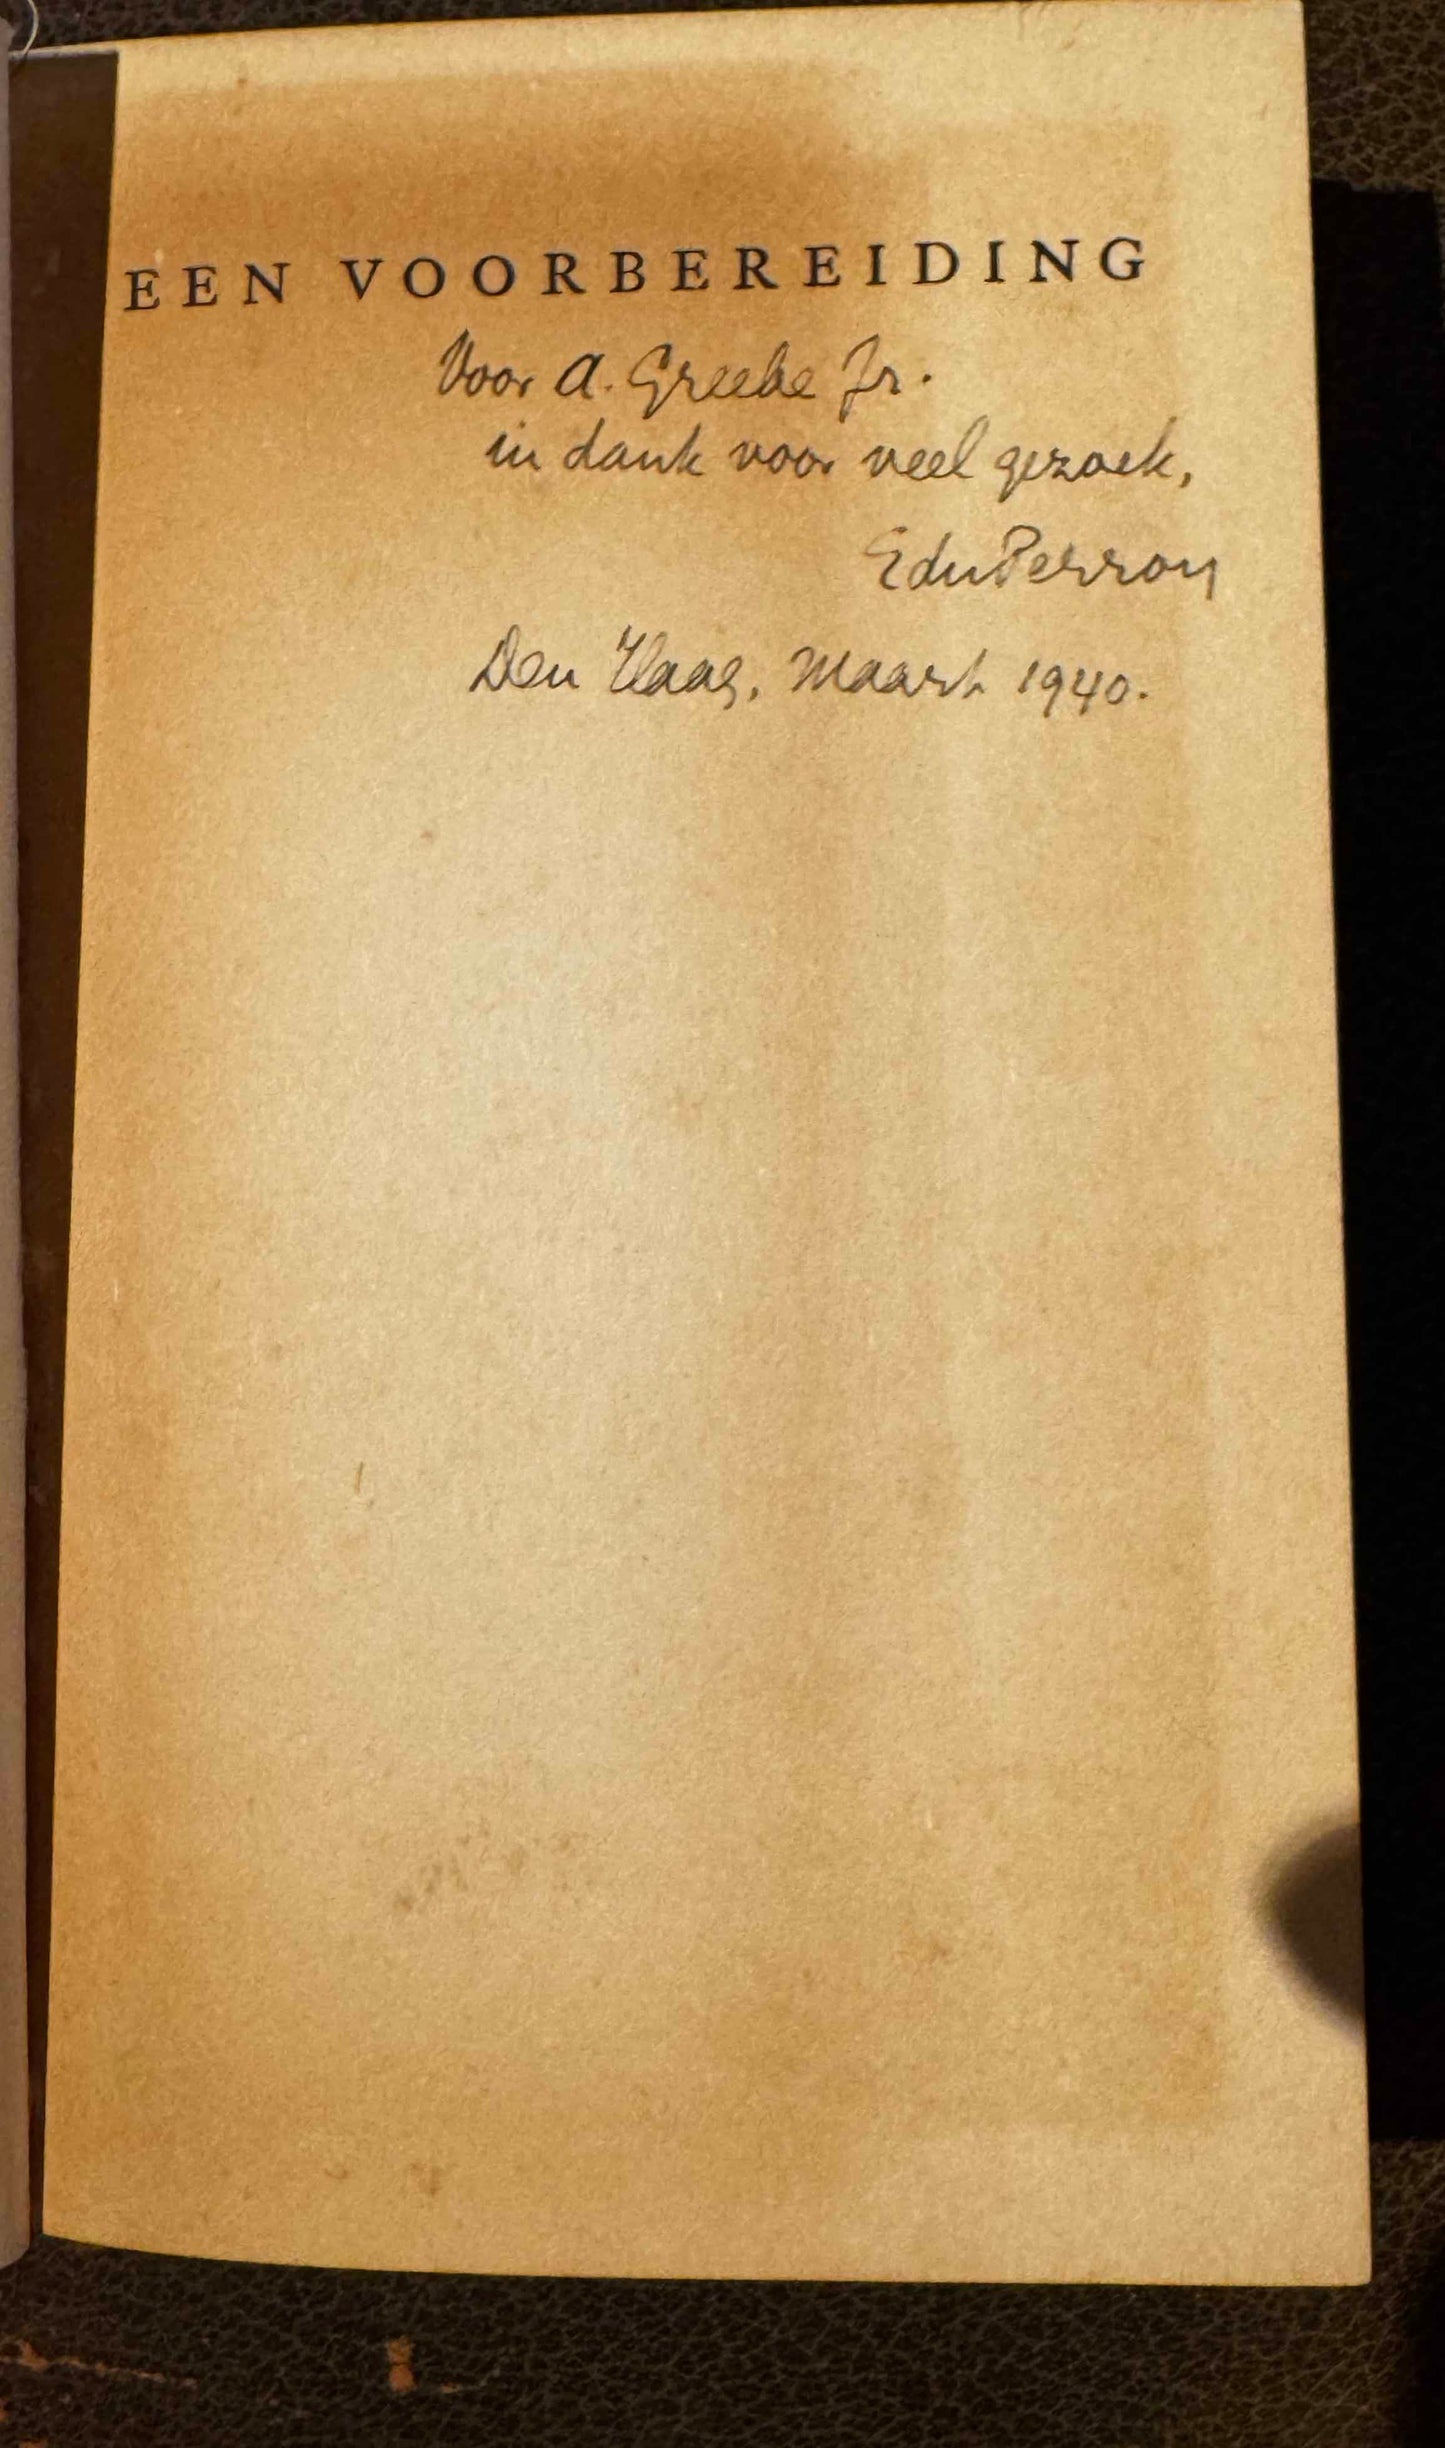 EEN VOORBEREIDING
Voor A. Greebe Jr.
in dank voor veel gezoek,
EduPerron
Den Haag, Maart 1940.